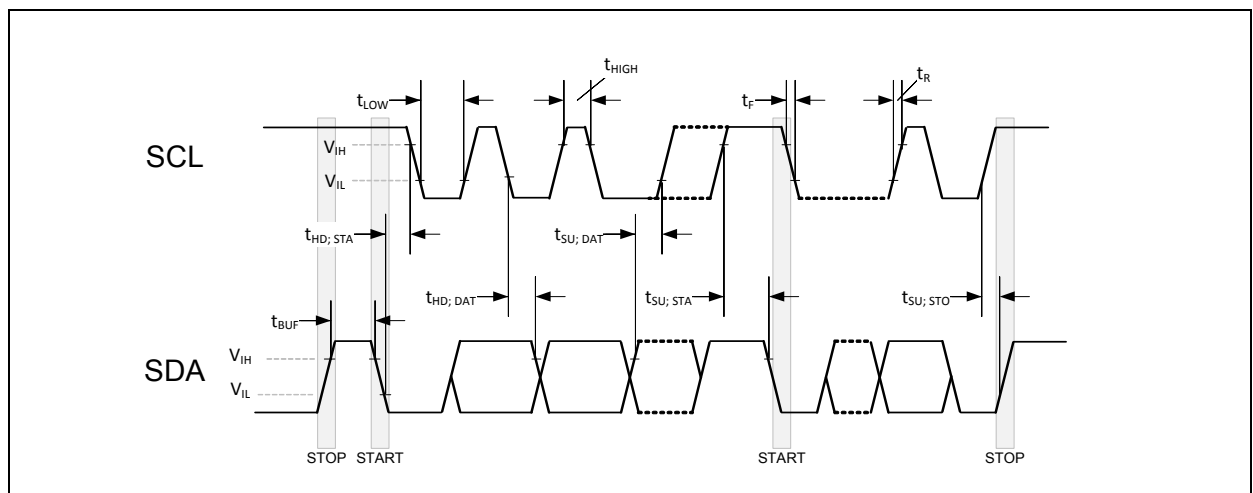 tHIGH
tR
tLOW
tF
SCL
VIH
VIL
tHD; STA
tSU; DAT
tHD; DAT
tSU; STA
tSU; STO
tBUF
SDA
VIH
VIL
STOP START START STOP